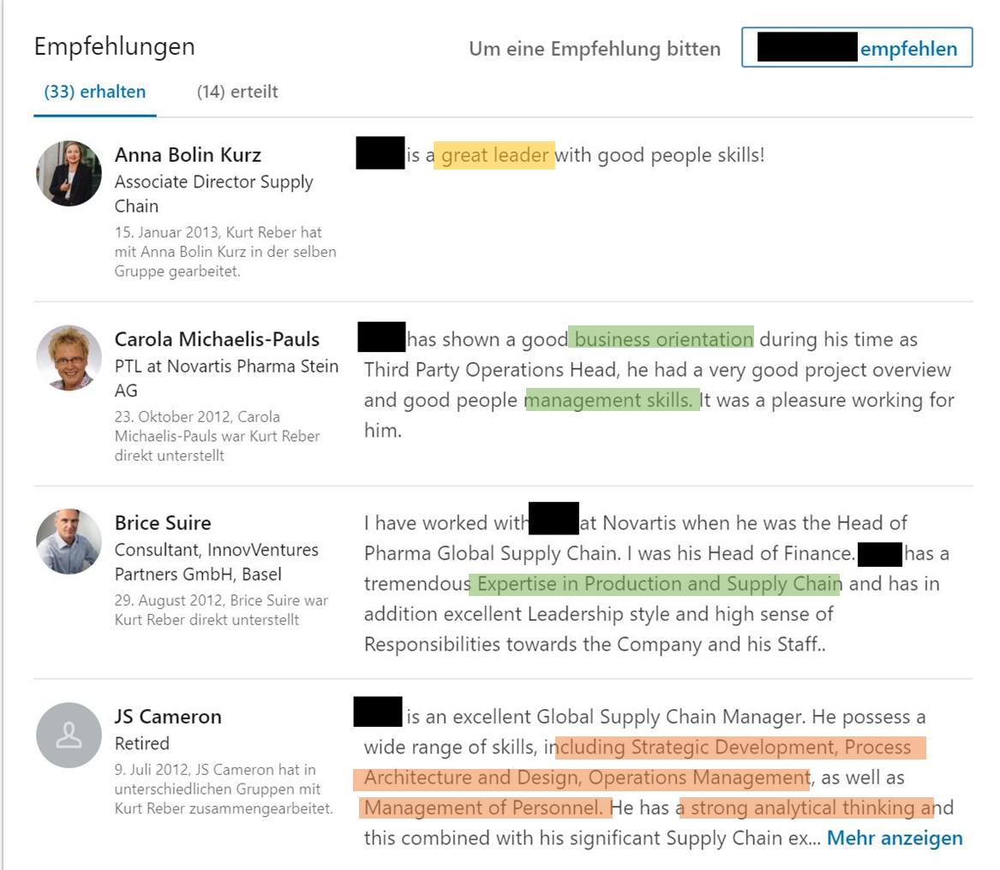 Empfehlungen
Um eine Empfehlung bitten
empfehlen
(33) erhalten
(14) erteilt
Anna Bolin Kurz
Associate Director Supply
Chain
15. Januar 2013, Kurt Reber hat
mit Anna Bolin Kurz in der selben
Gruppe gearbeitet.
is a great leader with good people skills!
Carola Michaelis-Pauls
PTL at Novartis Pharma Stein
AG
23. Oktober 2012, Carola
Michaelis-Pauls war Kurt Reber
direkt unterstellt
has shown a good business orientation during his time as
Third Party Operations Head, he had a very good project overview
and good people management skills. It was a pleasure working for
him.
Brice Suire
Consultant, InnovVentures
Partners GmbH, Basel
29. August 2012, Brice Suire war
Kurt Reber direkt unterstellt
I have worked with at Novartis when he was the Head of
Pharma Global Supply Chain. I was his Head of Finance. has a
tremendous Expertise in Production and Supply Chain and has in
addition excellent Leadership style and high sense of
Responsibilities towards the Company and his Staff..
JS Cameron
Retired
9. Juli 2012, JS Cameron hat in
unterschiedlichen Gruppen mit
Kurt Reber zusammengearbeitet.
is an excellent Global Supply Chain Manager. He possess a
wide range of skills, including Strategic Development, Process
Architecture and Design, Operations Management, as well as
Management of Personnel. He has a strong analytical thinking and
this combined with his significant Supply Chain ex... Mehr anzeigen